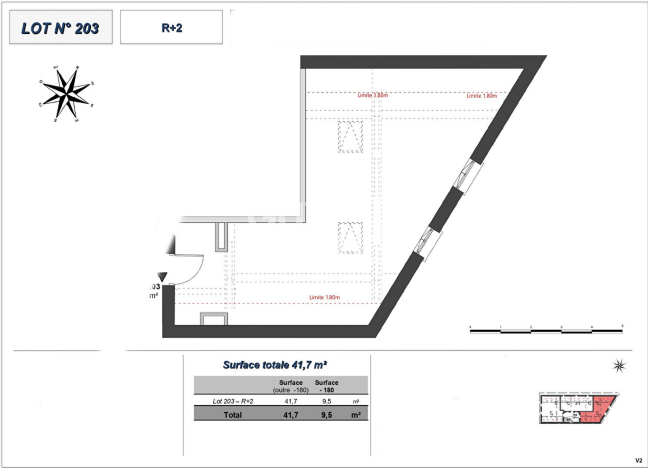 LOT N° 203
R+2
Limite 1.80m
Limite 1.80m
03
m²
Limite 1.80m
Surface totale 41,7 m²
Surface (outre -180) Surface - 180
Lot 203 – R+2 41,7 9,5 m²
Total 41,7 9,5 m²
V2